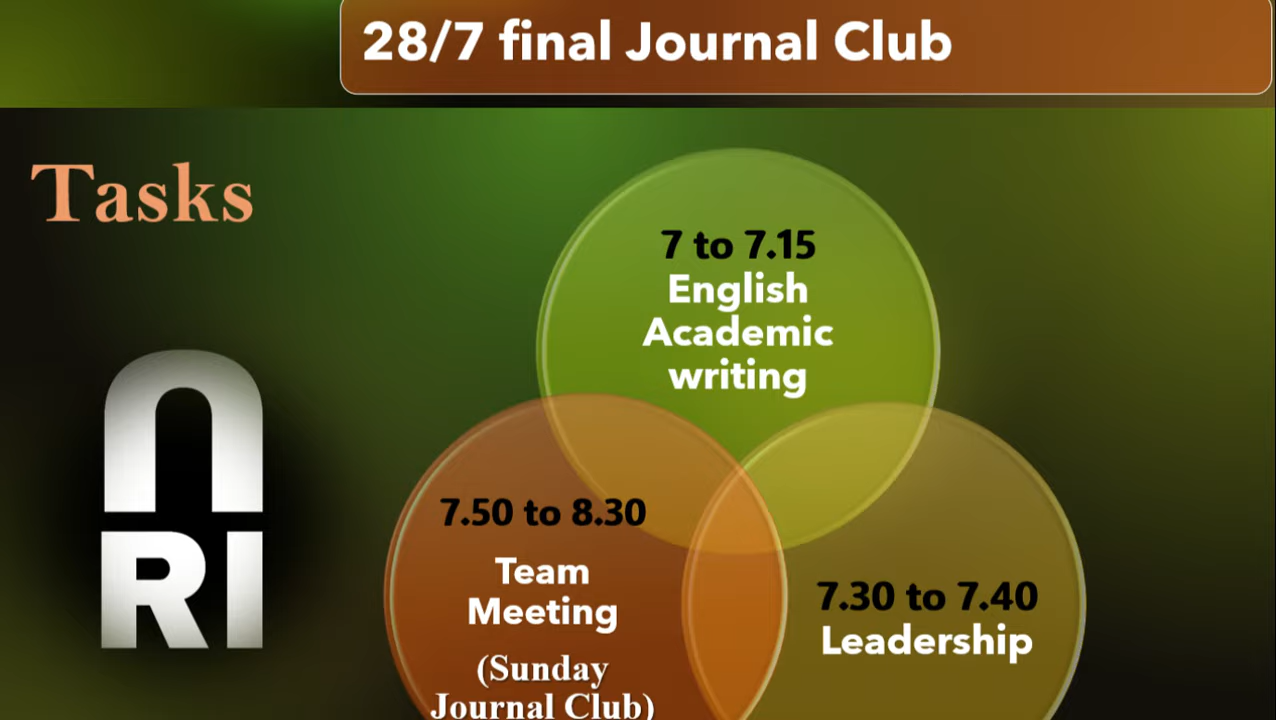 28/7 final Journal Club
Tasks
7 to 7.15
English
Academic
writing
7.50 to 8.30
Team
Meeting
(Sunday
Journal Club)
7.30 to 7.40
Leadership
RI